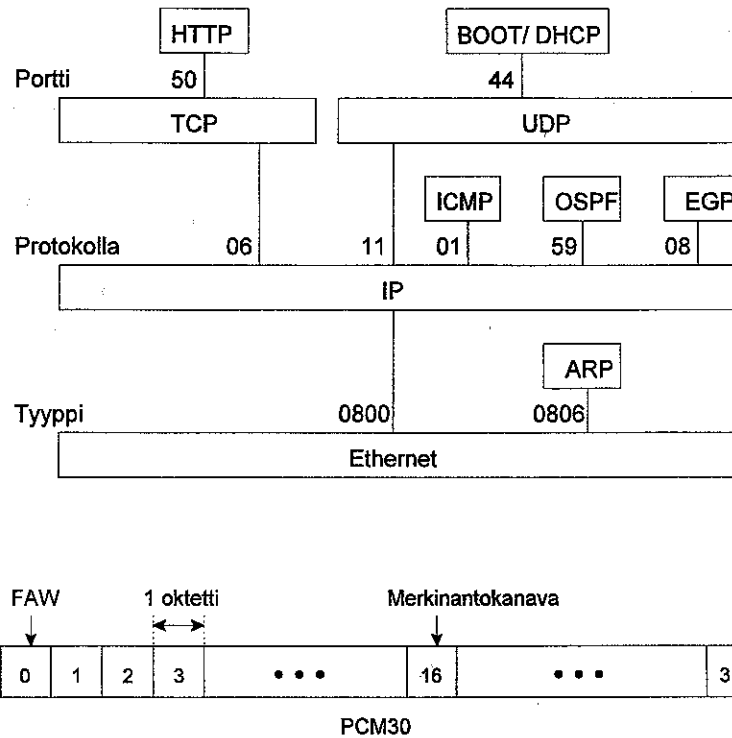 HTTP BOOT/ DHCP
Portti 50 44
TCP UDP
ICMP OSPF EGP
Protokolla 06 11 01 59 08
IP
ARP
Tyyppi 0800 0806
Ethernet
FAW 1 oktetti Merkinantokanava
0 1 2 3 • • • 16 • • • 3
PCM30